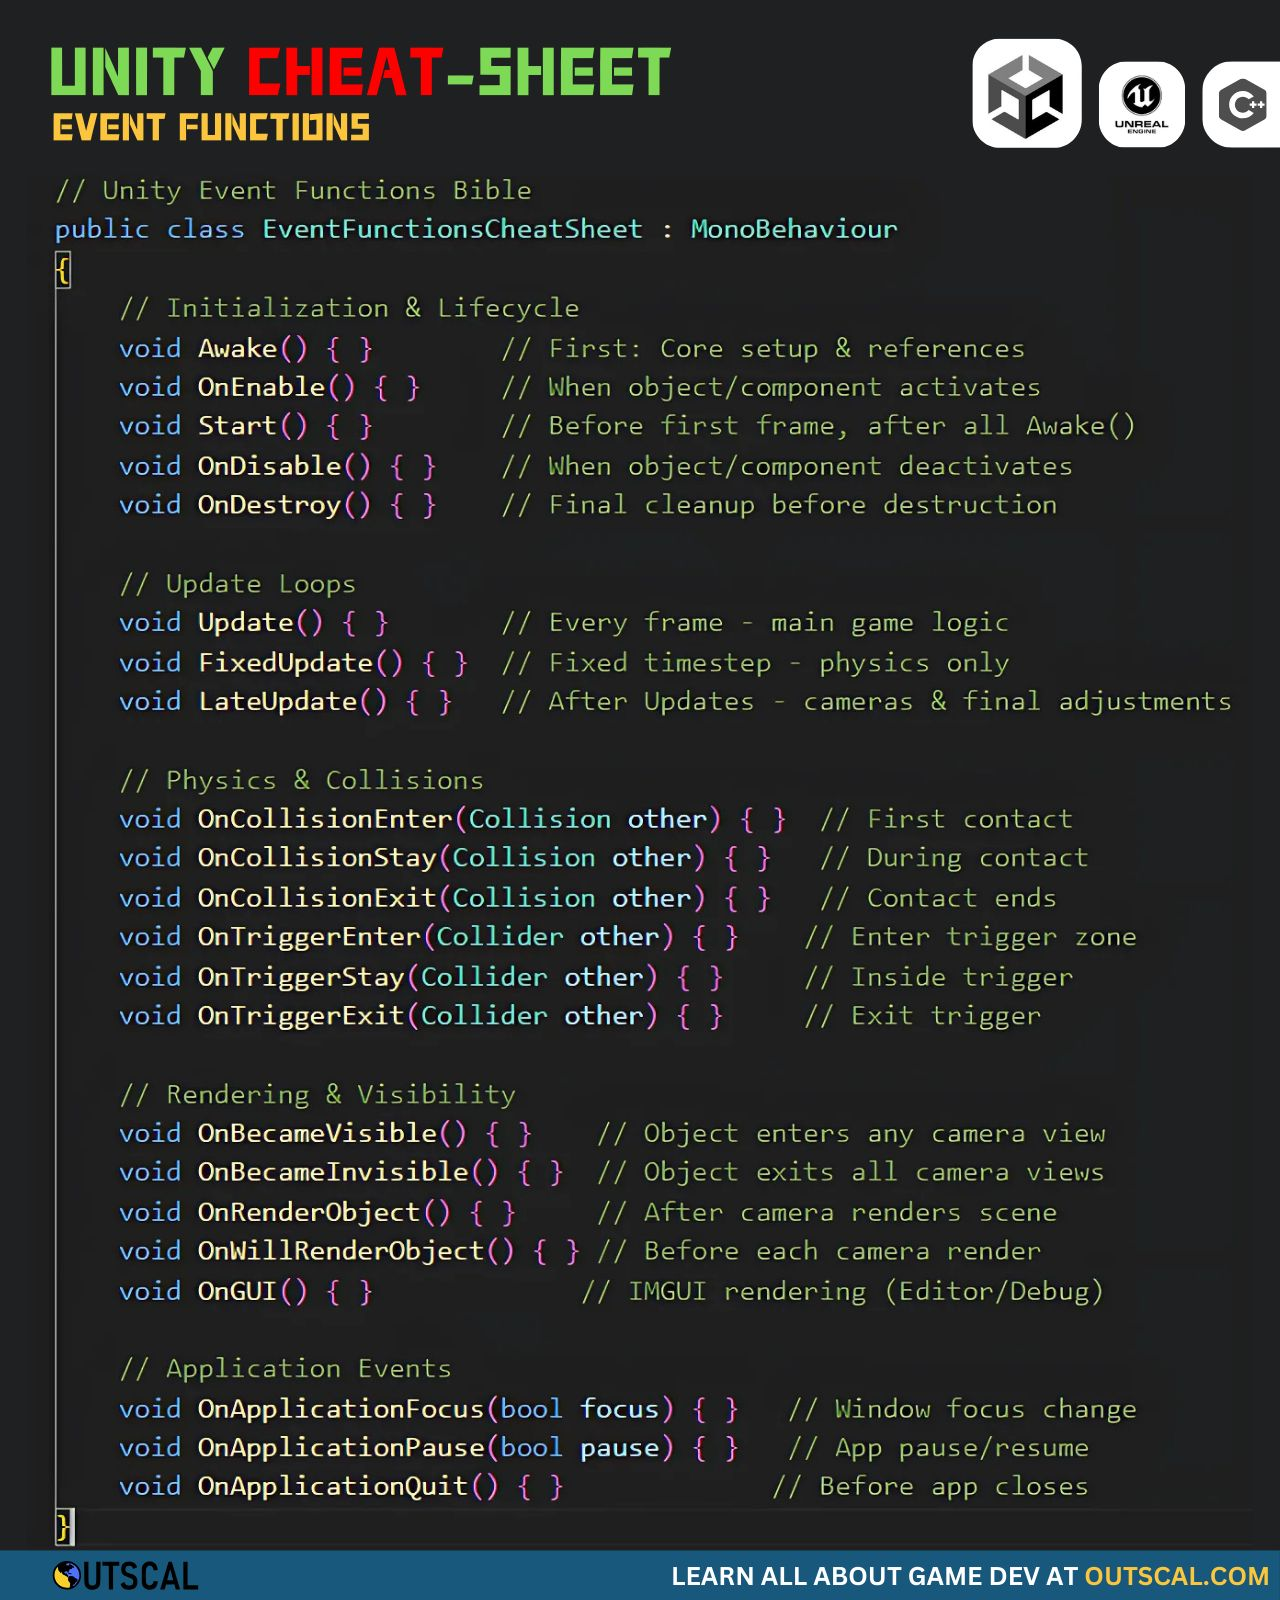 UNITY CHEAT-SHEET
EVENT FUNCTIONS
UNREAL
ENGINE
C++
// Unity Event Functions Bible
public class EventFunctionsCheatSheet : MonoBehaviour
{
// Initialization & Lifecycle
void Awake() { } // First: Core setup & references
void OnEnable() { } // When object/component activates
void Start() { } // Before first frame, after all Awake()
void OnDisable() { } // When object/component deactivates
void OnDestroy() { } // Final cleanup before destruction
// Update Loops
void Update() { } // Every frame - main game logic
void FixedUpdate() { } // Fixed timestep - physics only
void LateUpdate() { } // After Updates - cameras & final adjustments
// Physics & Collisions
void OnCollisionEnter(Collision other) { } // First contact
void OnCollisionStay(Collision other) { } // During contact
void OnCollisionExit(Collision other) { } // Contact ends
void OnTriggerEnter(Collider other) { } // Enter trigger zone
void OnTriggerStay(Collider other) { } // Inside trigger
void OnTriggerExit(Collider other) { } // Exit trigger
// Rendering & Visibility
void OnBecameVisible() { } // Object enters any camera view
void OnBecameInvisible() { } // Object exits all camera views
void OnRenderObject() { } // After camera renders scene
void OnWillRenderObject() { } // Before each camera render
void OnGUI() { } // IMGUI rendering (Editor/Debug)
// Application Events
void OnApplicationFocus(bool focus) { } // Window focus change
void OnApplicationPause(bool pause) { } // App pause/resume
void OnApplicationQuit() { } // Before app closes
}
OUTSCAL
LEARN ALL ABOUT GAME DEV AT OUTSCAL.COM